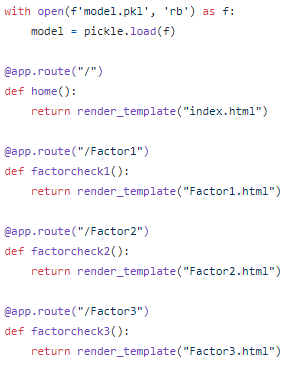 with open(f'model.pkl', 'rb') as f:
    model = pickle.load(f)

@app.route("/")
def home():
    return render_template("index.html")

@app.route("/Factor1")
def factorcheck1():
    return render_template("Factor1.html")

@app.route("/Factor2")
def factorcheck2():
    return render_template("Factor2.html")

@app.route("/Factor3")
def factorcheck3():
    return render_template("Factor3.html")